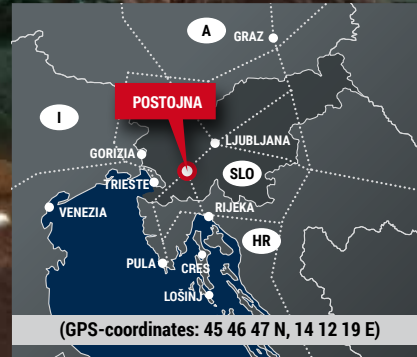 A
GRAZ
POSTOJNA
I
LJUBLJANA
GORIZIA
SLO
TRIESTE
RIJEKA
VENEZIA
HR
PULA
CRES
LOŠINJ
(GPS-coordinates: 45 46 47 N, 14 12 19 E)